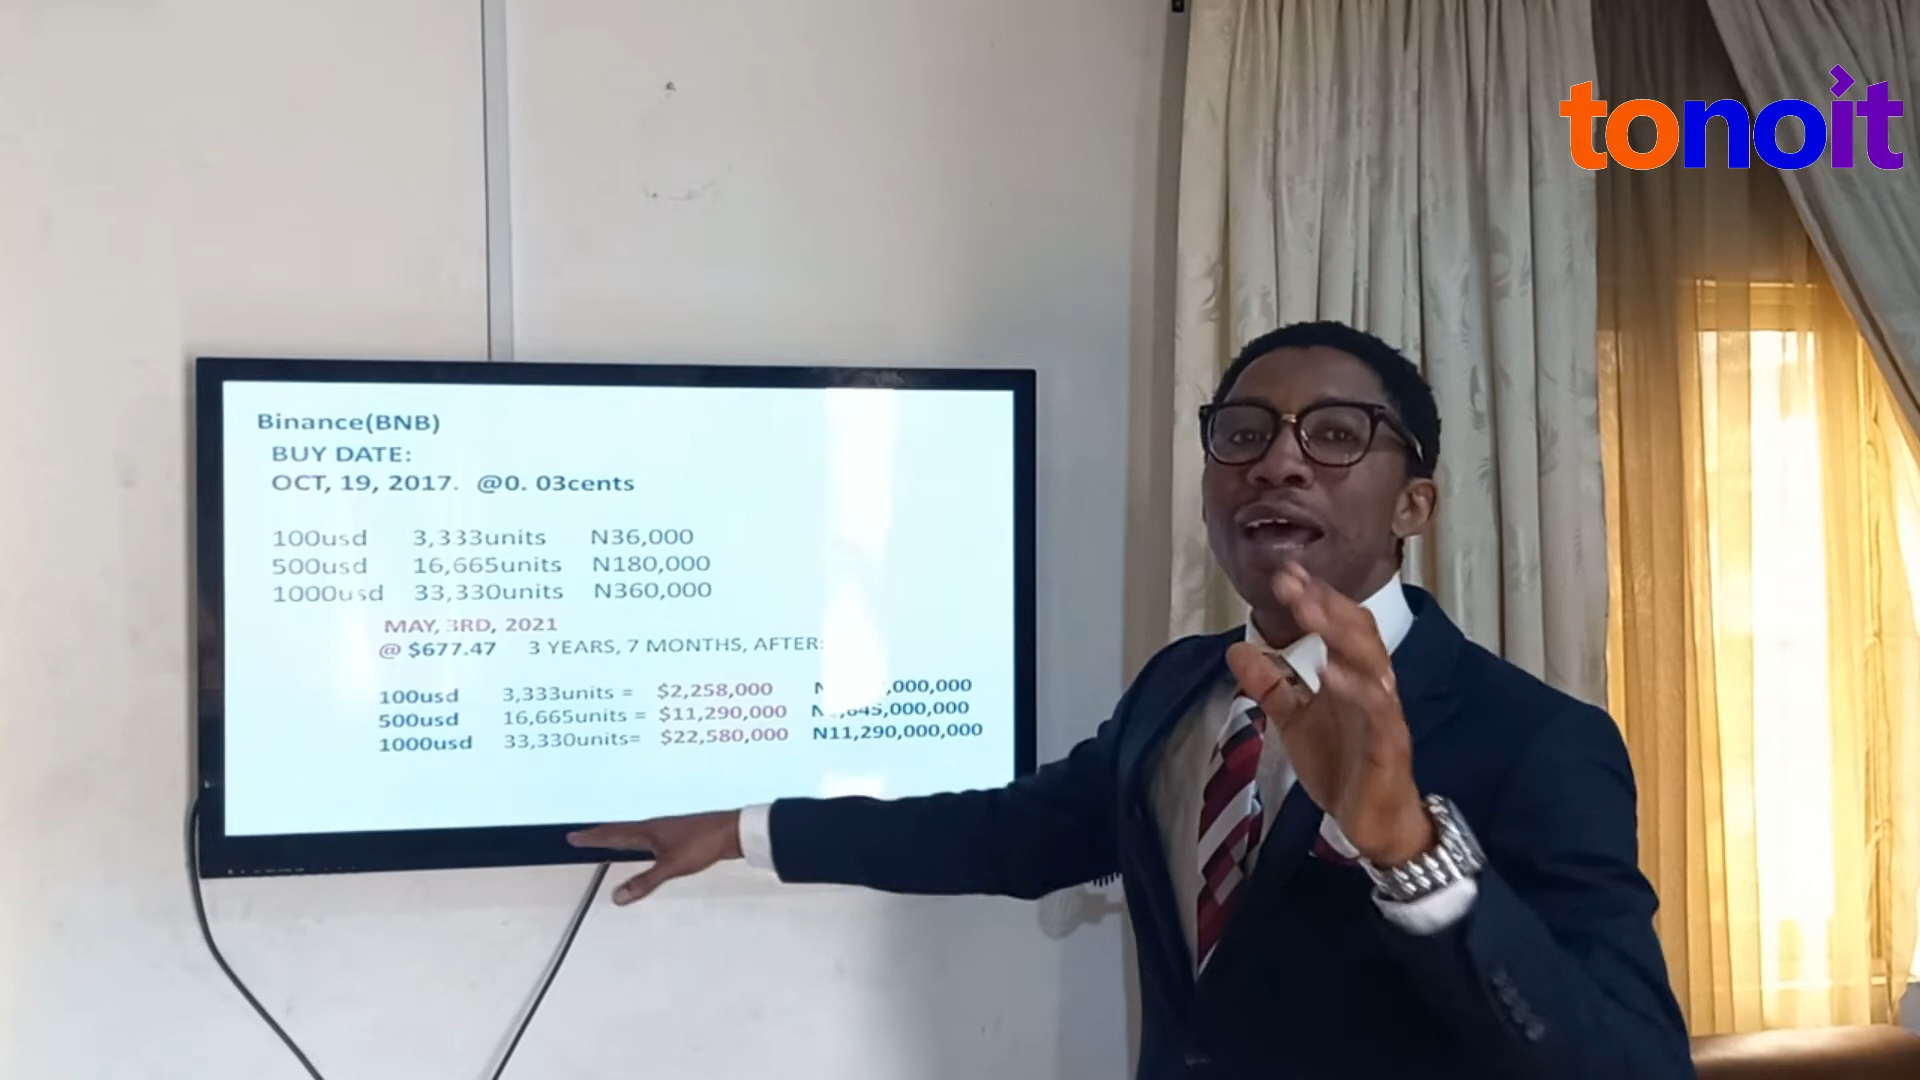 tonoit
Binance(BNB)
BUY DATE:
OCT, 19, 2017. @0. 03cents
100usd 3,333units N36,000
500usd 16,665units N180,000
1000usd 33,330units N360,000
MAY, 3RD, 2021
@ $677.47 3 YEARS, 7 MONTHS, AFTER:
100usd 3,333units = $2,258,000
500usd 16,665units = $11,290,000
1000usd 33,330units= $22,580,000 N11,290,000,000